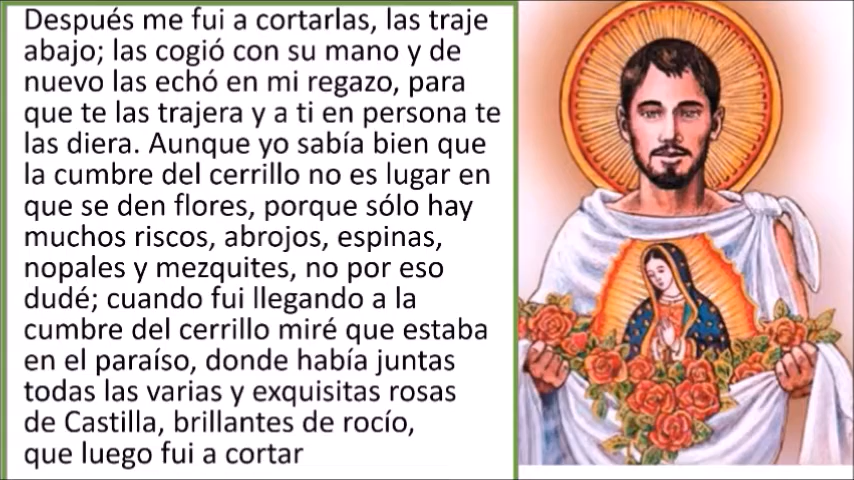 Después me fui a cortarlas, las traje
abajo; las cogió con su mano y de
nuevo las echó en mi regazo, para
que te las trajera y a ti en persona te
las diera. Aunque yo sabía bien que
la cumbre del cerrillo no es lugar en
que se den flores, porque sólo hay
muchos riscos, abrojos, espinas,
nopales y mezquites, no por eso
dudé; cuando fui llegando a la
cumbre del cerrillo miré que estaba
en el paraíso, donde había juntas
todas las varias y exquisitas rosas
de Castilla, brillantes de rocío,
que luego fui a cortar